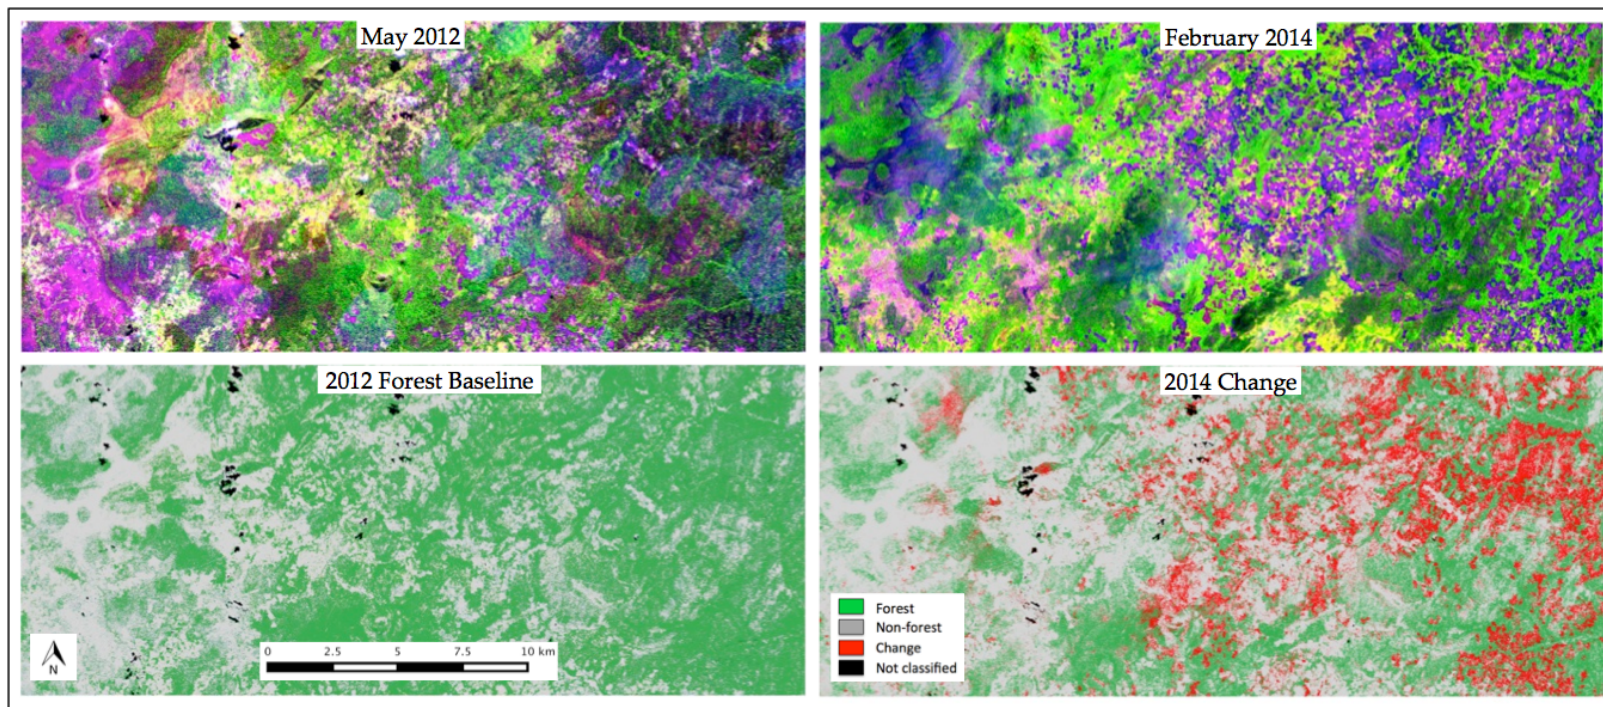 May 2012
February 2014
2012 Forest Baseline
2014 Change
N
0 2.5 5 7.5 10 km
Forest
Non-forest
Change
Not classified